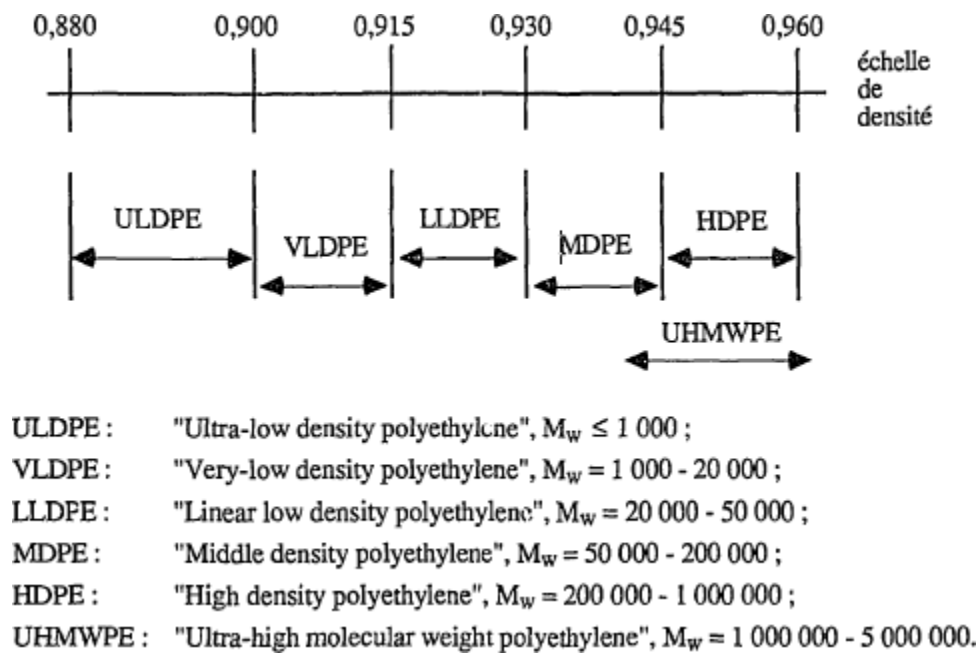 0,880 0,900 0,915 0,930 0,945 0,960
échelle
de
densité
ULDPE VLDPE LLDPE MDPE HDPE
UHMWPE
ULDPE : "Ultra-low density polyethylene", Mw ≤ 1 000 ;
VLDPE : "Very-low density polyethylene", Mw = 1 000 - 20 000 ;
LLDPE : "Linear low density polyethylene", Mw = 20 000 - 50 000 ;
MDPE : "Middle density polyethylene", Mw = 50 000 - 200 000 ;
HDPE : "High density polyethylene", Mw = 200 000 - 1 000 000 ;
UHMWPE : "Ultra-high molecular weight polyethylene", Mw = 1 000 000 - 5 000 000.